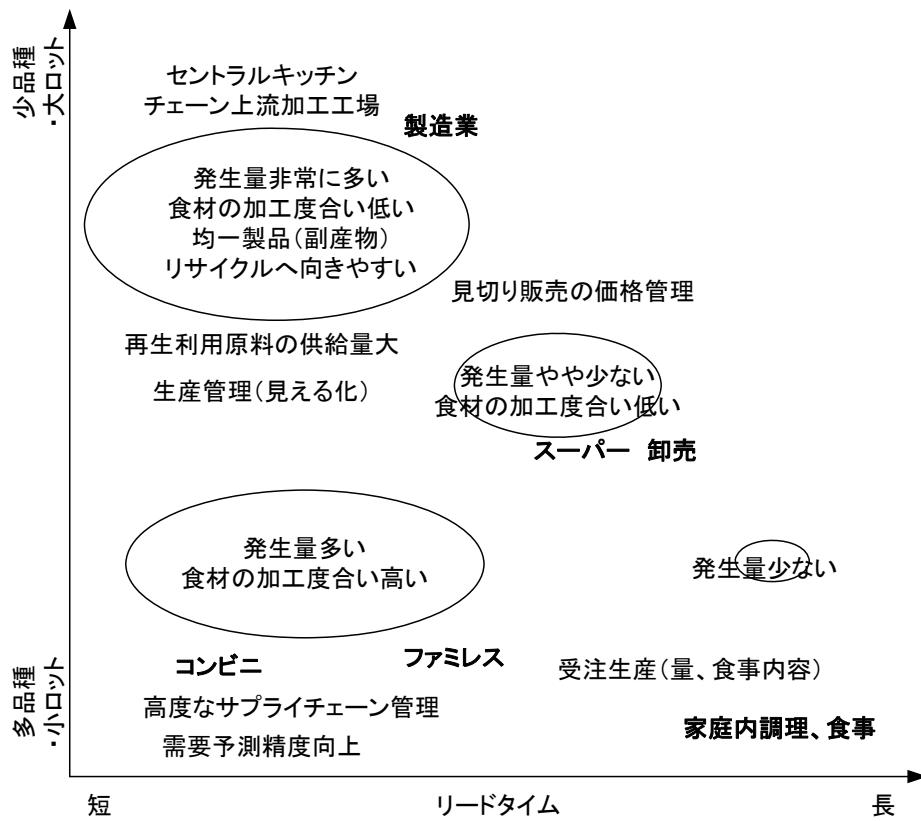 少品種
・大ロット
セントラルキッチン
チェーン上流加工工場
製造業
発生量非常に多い
食材の加工度合い低い
均一製品（副産物）
リサイクルへ向きやすい
見切り販売の価格管理
再生利用原料の供給量大
生産管理（見える化）
発生量やや少ない
食材の加工度合い低い
スーパー 卸売
発生量多い
食材の加工度合い高い
発生量少ない
コンビニ
ファミレス
受注生産（量、食事内容）
多品種
・小ロット
高度なサプライチェーン管理
需要予測精度向上
家庭内調理、食事
短
リードタイム
長